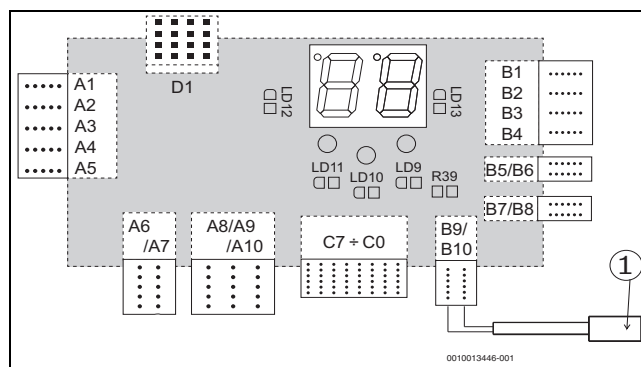 D1
A1
A2
A3
A4
A5
LD12
LD13
B1
B2
B3
B4
LD11
LD10
LD9
R39
B5/B6
B7/B8
A6
/A7
A8/A9
/A10
C7 ÷ C0
B9/
B10
1
0010013446-001